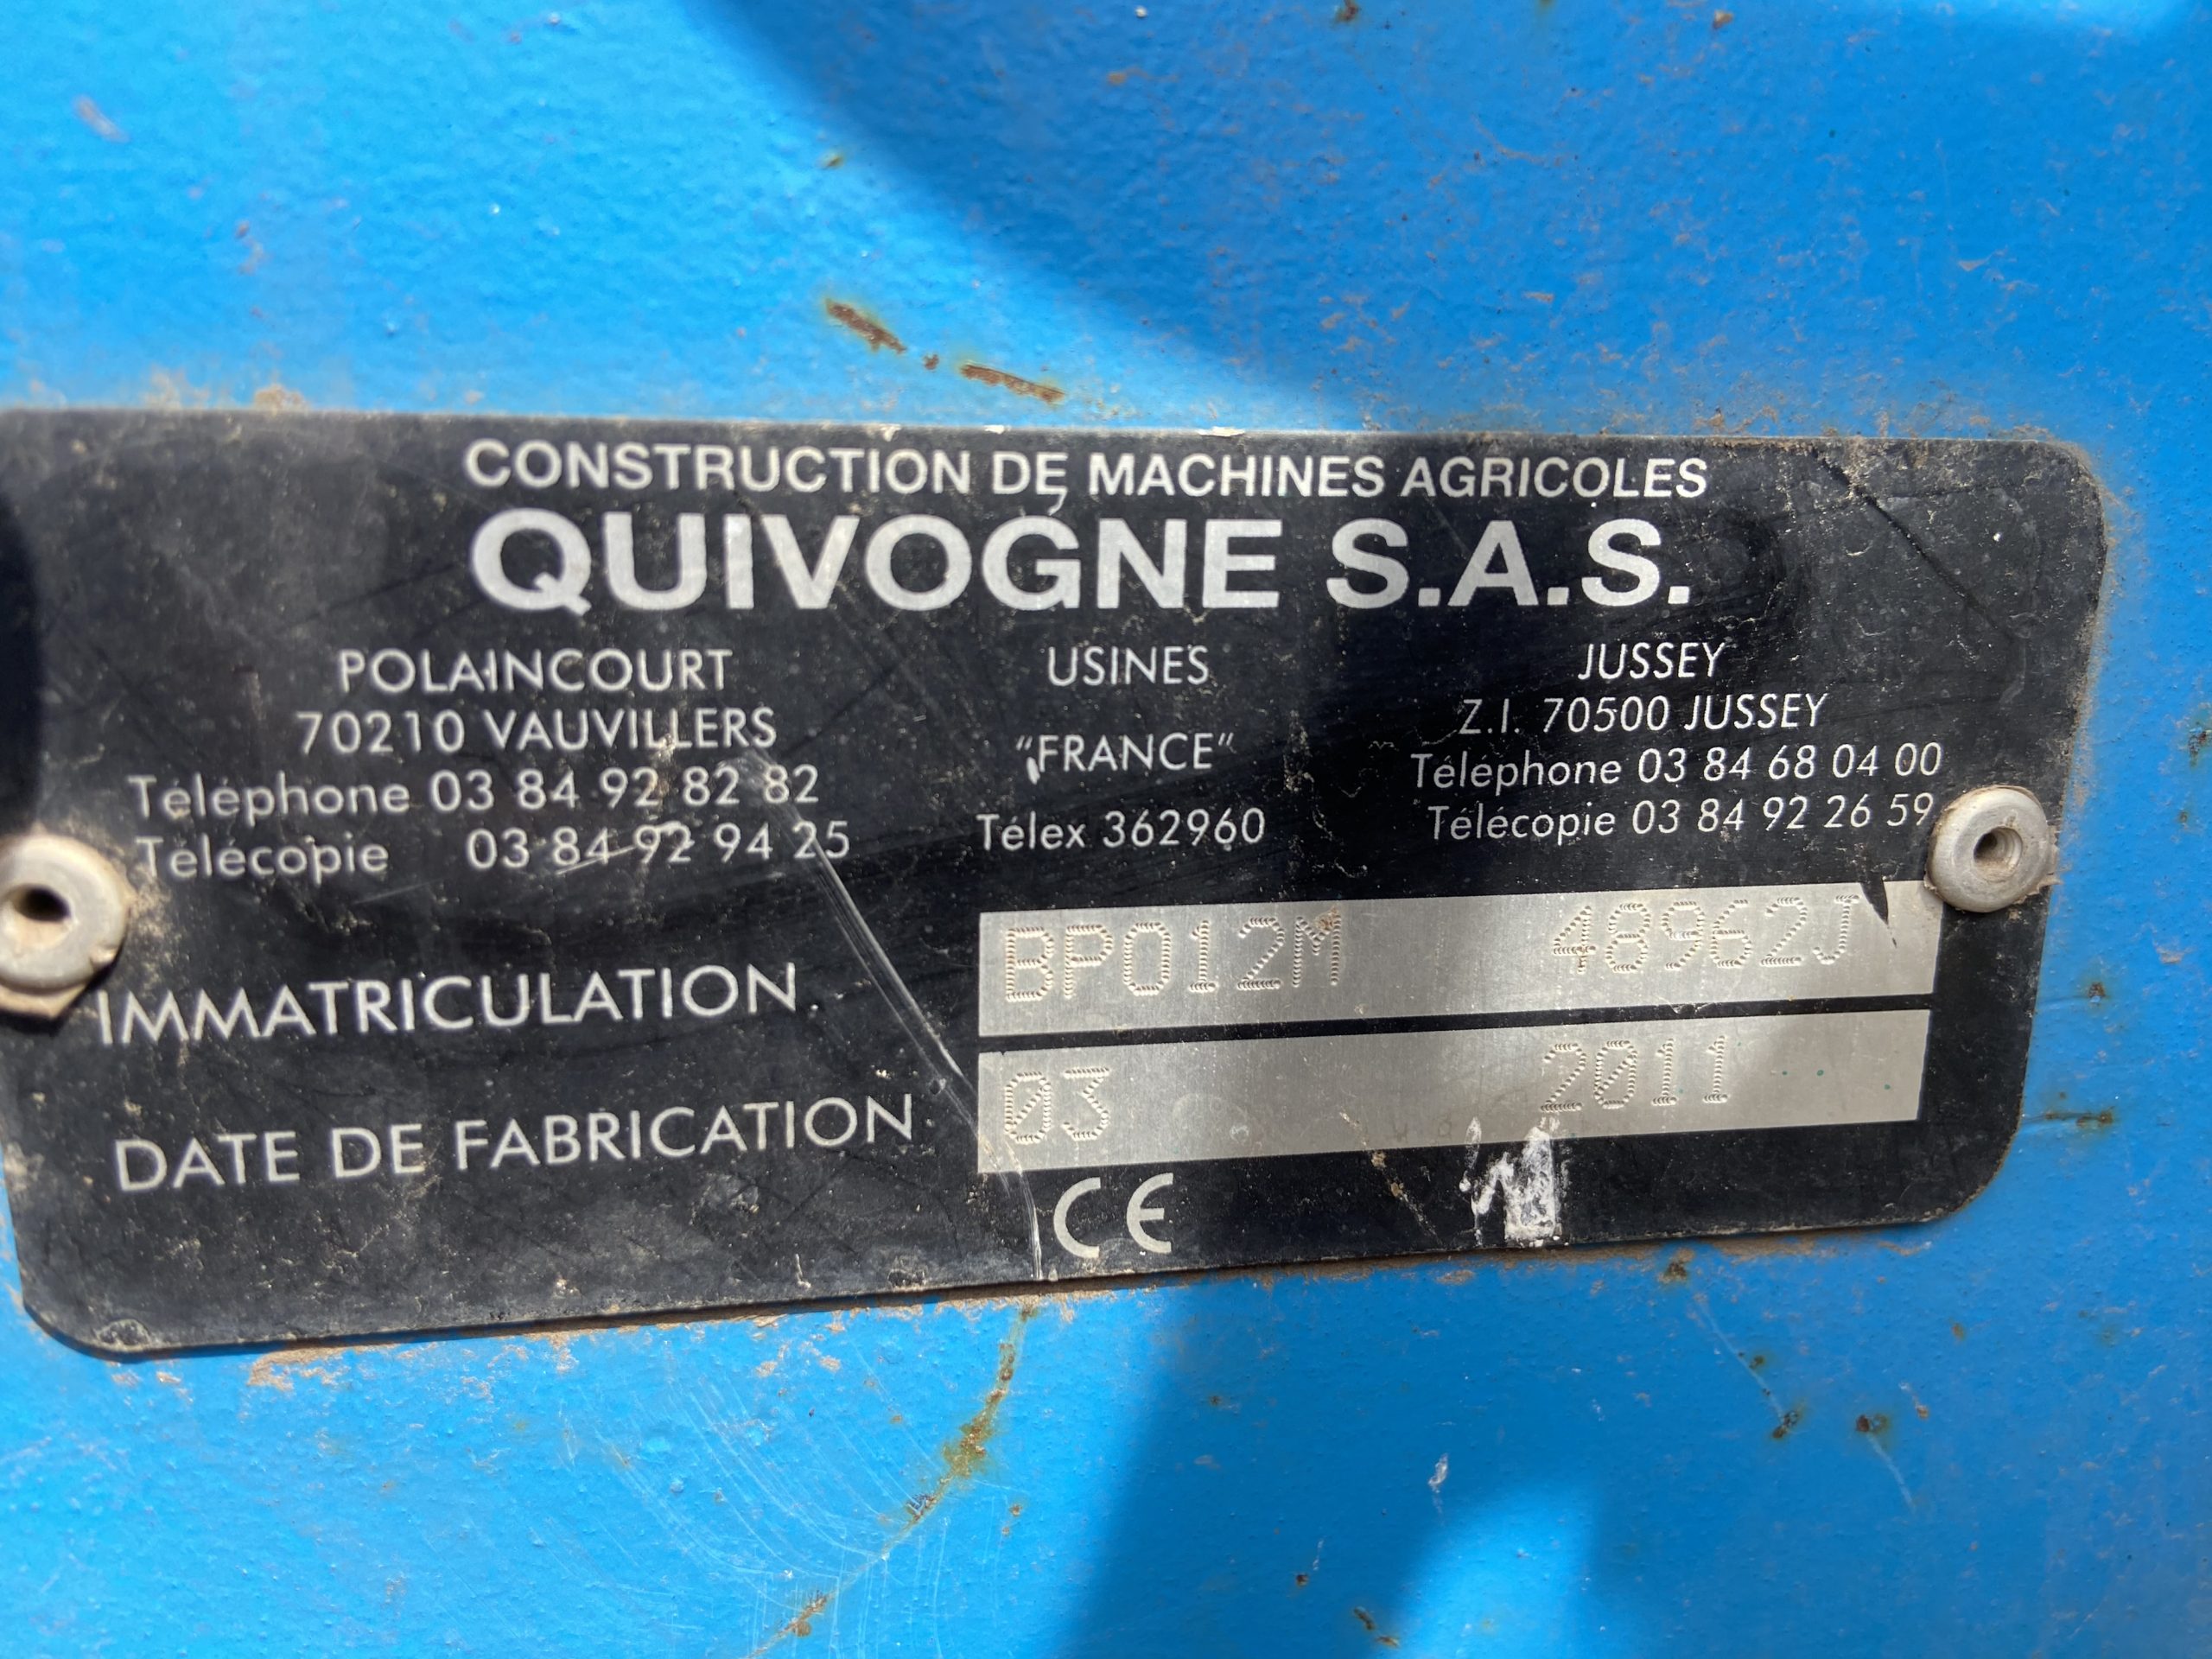 CONSTRUCTION DE MACHINES AGRICOLES
QUIVOGNE S.A.S.
POLAINCOURT
70210 VAUVILLERS
Téléphone 03 84 92 82 82
Télécopie 03 84 92 94 25
USINES
"FRANCE"
Télex 362960
JUSSEY
Z.I. 70500 JUSSEY
Téléphone 03 84 68 04 00
Télécopie 03 84 92 26 59
IMMATRICULATION BP012M 48962J
DATE DE FABRICATION 03 2011
CE